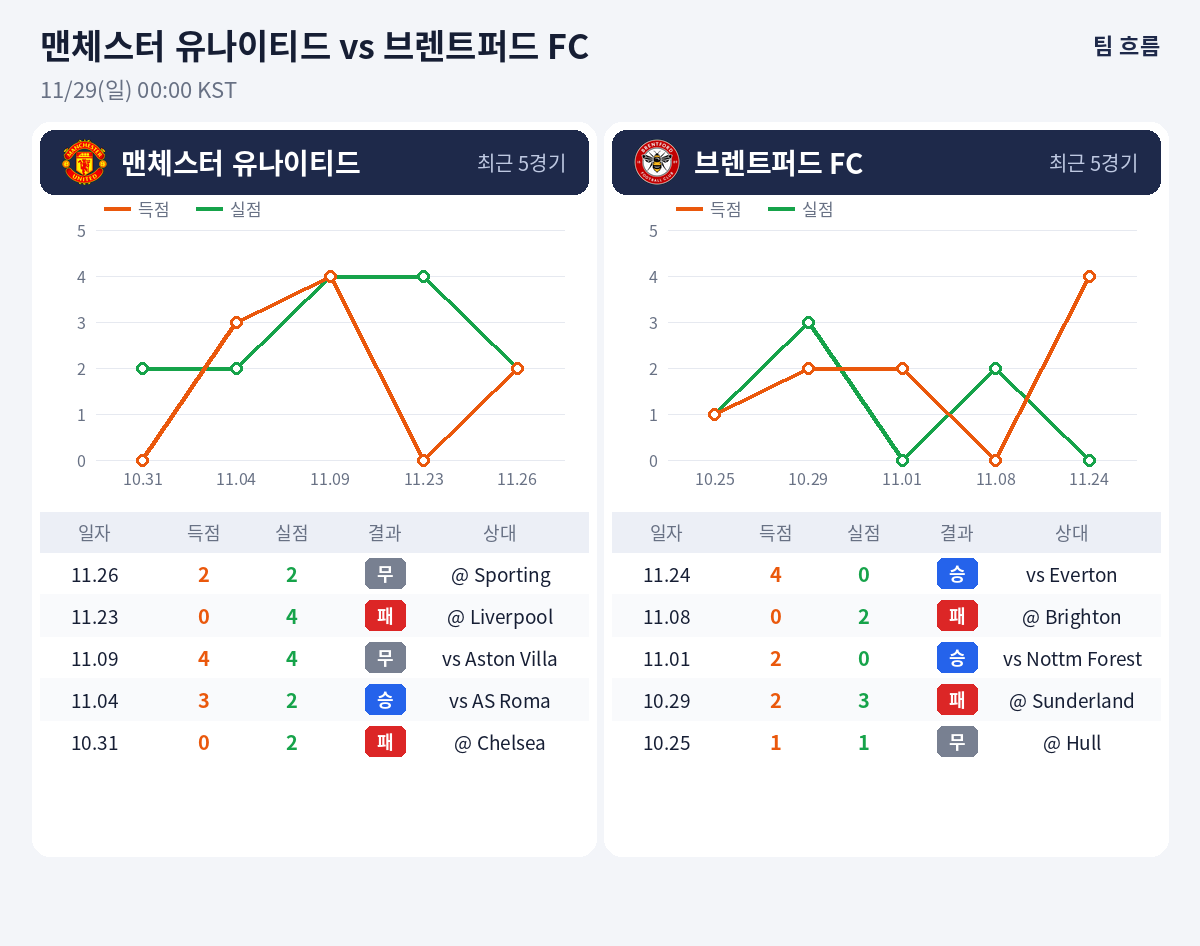 맨체스터 유나이티드 vs 브렌트퍼드 FC
팀 흐름
11/29(일) 00:00 KST
MANCHESTER UNITED
맨체스터 유나이티드
최근 5경기
득점 실점
5
4
3
2
1
0
10.31 11.04 11.09 11.23 11.26
일자 득점 실점 결과 상대
11.26 2 2 무 @ Sporting
11.23 0 4 패 @ Liverpool
11.09 4 4 무 vs Aston Villa
11.04 3 2 승 vs AS Roma
10.31 0 2 패 @ Chelsea
BRENTFORD FOOTBALL CLUB
브렌트퍼드 FC
최근 5경기
득점 실점
5
4
3
2
1
0
10.25 10.29 11.01 11.08 11.24
일자 득점 실점 결과 상대
11.24 4 0 승 vs Everton
11.08 0 2 패 @ Brighton
11.01 2 0 승 vs Nottm Forest
10.29 2 3 패 @ Sunderland
10.25 1 1 무 @ Hull